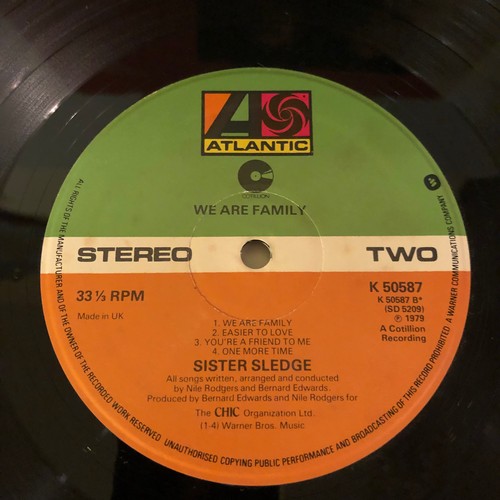 ATLANTIC
COTILLION
WE ARE FAMILY
STEREO TWO
33 ⅓ RPM
Made in UK
K 50587
K 50587 B*
(SD 5209)
℗ 1979
A Cotillion
Recording
1. WE ARE FAMILY
2. EASIER TO LOVE
3. YOU'RE A FRIEND TO ME
4. ONE MORE TIME
SISTER SLEDGE
All songs written, arranged and conducted
by Nile Rodgers and Bernard Edwards.
Produced by Bernard Edwards and Nile Rodgers for
The CHIC Organization Ltd.
(1-4) Warner Bros. Music
ALL RIGHTS OF THE MANUFACTURER AND OF THE OWNER OF THE RECORDED WORK RESERVED UNAUTHORISED COPYING PUBLIC PERFORMANCE AND BROADCASTING OF THIS RECORD PROHIBITED A WARNER COMMUNICATIONS COMPANY